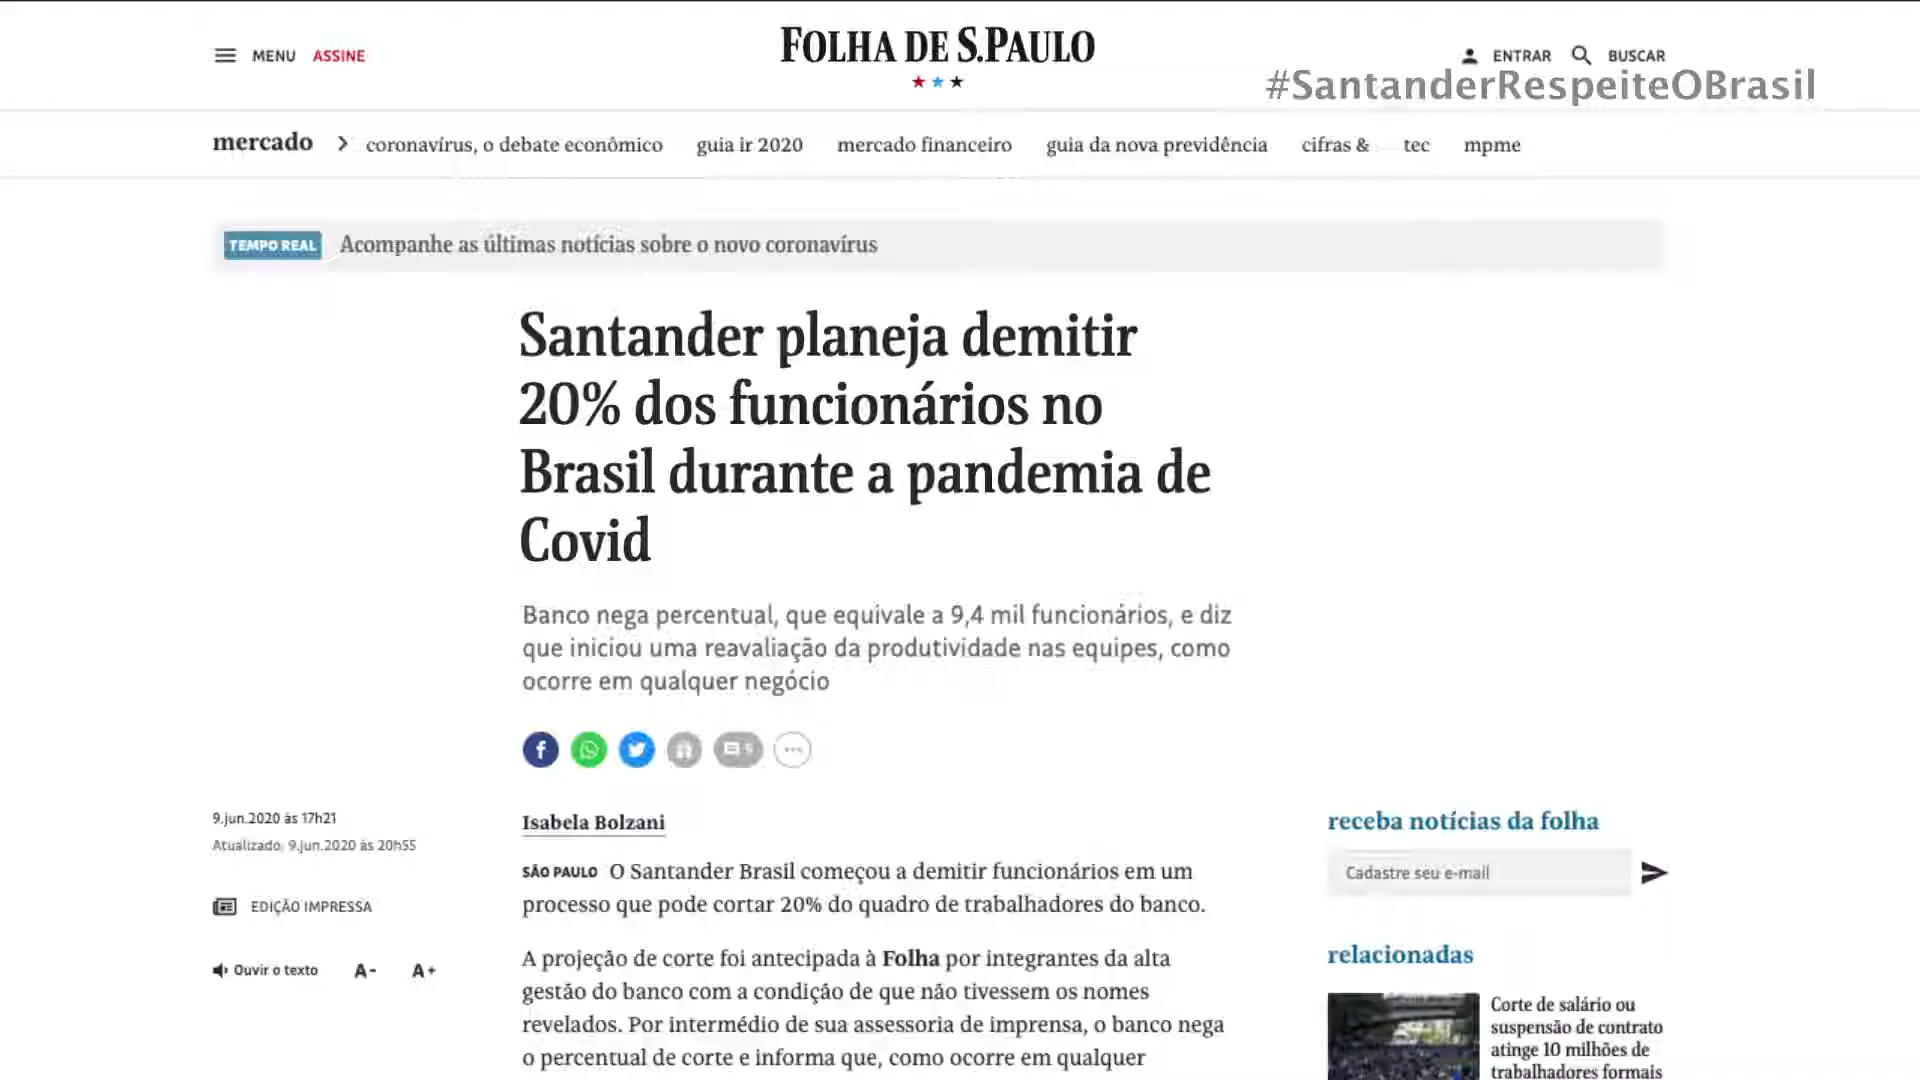 MENU ASSINE
FOLHA DE S.PAULO
ENTRAR BUSCAR
#SantanderRespeiteOBrasil
mercado coronavírus, o debate econômico guia ir 2020 mercado financeiro guia da nova previdência cifras & tec mpme
TEMPO REAL Acompanhe as últimas notícias sobre o novo coronavírus
Santander planeja demitir
20% dos funcionários no
Brasil durante a pandemia de
Covid
Banco nega percentual, que equivale a 9,4 mil funcionários, e diz
que iniciou uma reavaliação da produtividade nas equipes, como
ocorre em qualquer negócio
9.jun.2020 às 17h21
Atualizado: 9.jun.2020 às 20h55
EDIÇÃO IMPRESSA
Ouvir o texto A- A+
Isabela Bolzani
SÃO PAULO O Santander Brasil começou a demitir funcionários em um
processo que pode cortar 20% do quadro de trabalhadores do banco.
A projeção de corte foi antecipada à Folha por integrantes da alta
gestão do banco com a condição de que não tivessem os nomes
revelados. Por intermédio de sua assessoria de imprensa, o banco nega
o percentual de corte e informa que, como ocorre em qualquer
receba notícias da folha
Cadastre seu e-mail
relacionadas
Corte de salário ou
suspensão de contrato
atinge 10 milhões de
trabalhadores formais